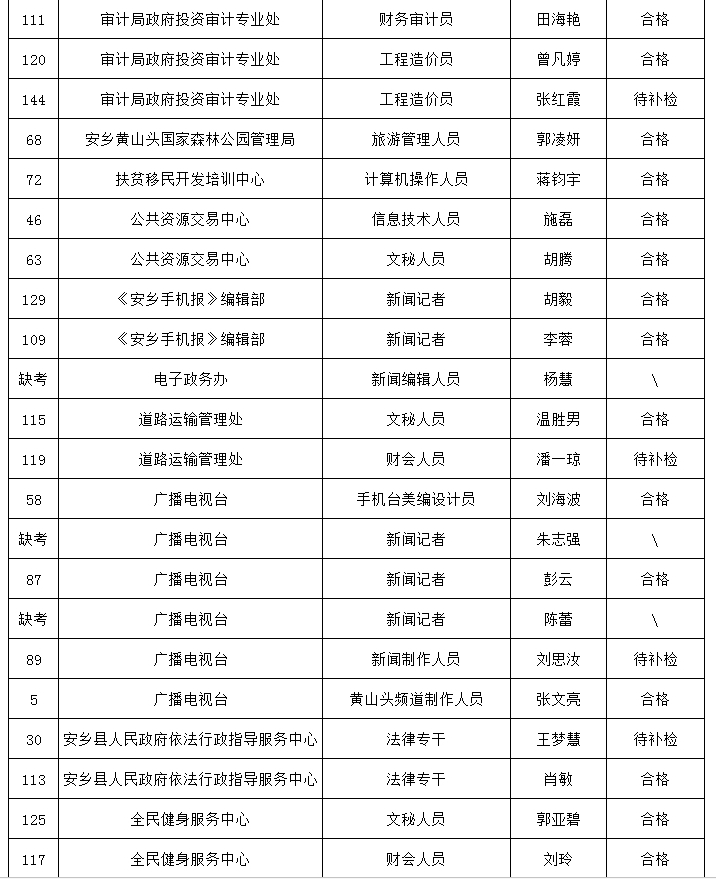 111 审计局政府投资审计专业处 财务审计员 田海艳 合格
120 审计局政府投资审计专业处 工程造价员 曾凡婷 合格
144 审计局政府投资审计专业处 工程造价员 张红霞 待补检
68 安乡黄山头国家森林公园管理局 旅游管理人员 郭凌妍 合格
72 扶贫移民开发培训中心 计算机操作人员 蒋钧宇 合格
46 公共资源交易中心 信息技术人员 施磊 合格
63 公共资源交易中心 文秘人员 胡腾 合格
129 《安乡手机报》编辑部 新闻记者 胡毅 合格
109 《安乡手机报》编辑部 新闻记者 李蓉 合格
缺考 电子政务办 新闻编辑人员 杨慧 \
115 道路运输管理处 文秘人员 温胜男 合格
119 道路运输管理处 财会人员 潘一琼 待补检
58 广播电视台 手机台美编设计员 刘海波 合格
缺考 广播电视台 新闻记者 朱志强 \
87 广播电视台 新闻记者 彭云 合格
缺考 广播电视台 新闻记者 陈蕾 \
89 广播电视台 新闻制作人员 刘思汝 待补检
5 广播电视台 黄山头频道制作人员 张文亮 合格
30 安乡县人民政府依法行政指导服务中心 法律专干 王梦慧 待补检
113 安乡县人民政府依法行政指导服务中心 法律专干 肖敏 合格
125 全民健身服务中心 文秘人员 郭亚碧 合格
117 全民健身服务中心 财会人员 刘玲 合格